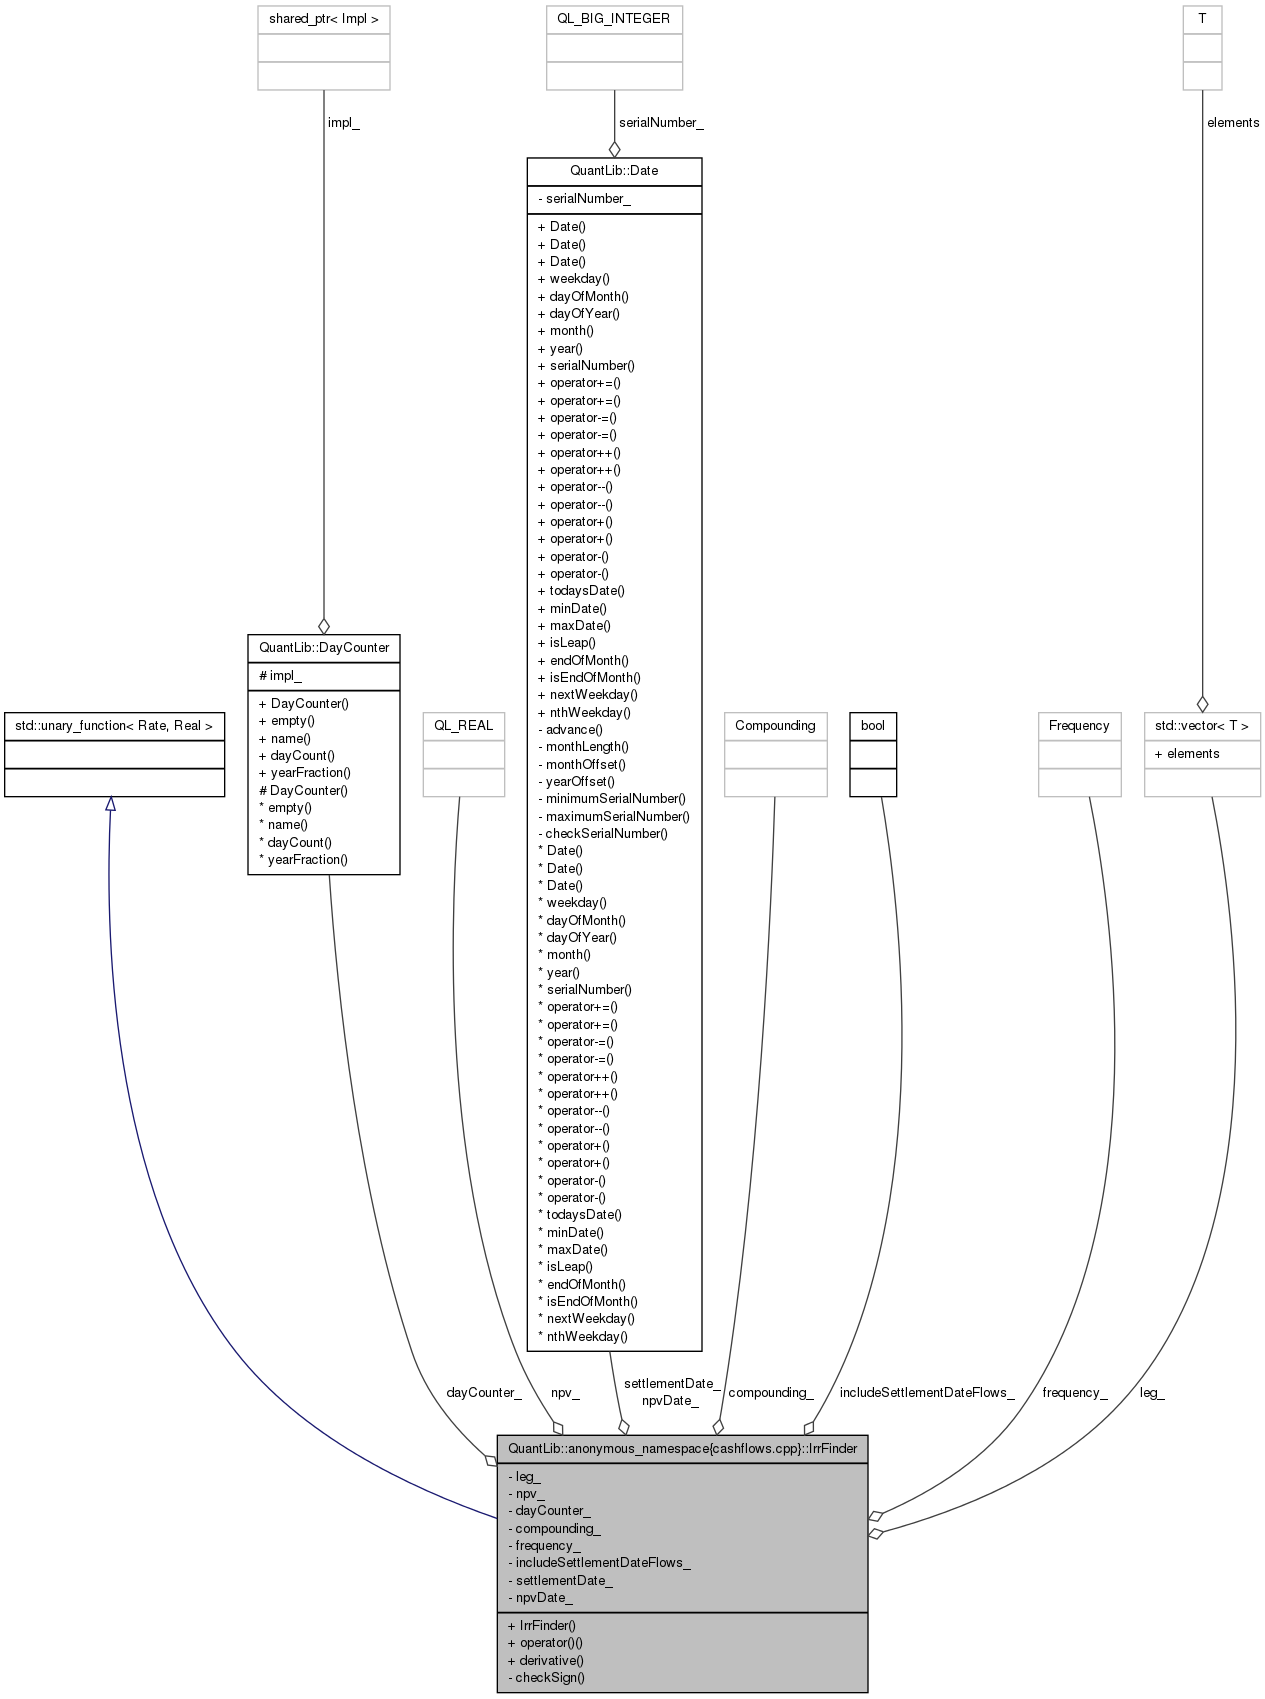 shared_ptr< Impl >
QL_BIG_INTEGER
T
impl_
serialNumber_
elements
QuantLib::Date
- serialNumber_
+ Date()
+ Date()
+ Date()
+ weekday()
+ dayOfMonth()
+ dayOfYear()
+ month()
+ year()
+ serialNumber()
+ operator+=()
+ operator+=()
+ operator-=()
+ operator-=()
+ operator++()
+ operator++()
+ operator--()
+ operator--()
+ operator+()
+ operator+()
+ operator-()
+ operator-()
+ todaysDate()
+ minDate()
+ maxDate()
+ isLeap()
+ endOfMonth()
+ isEndOfMonth()
+ nextWeekday()
+ nthWeekday()
- advance()
- monthLength()
- monthOffset()
- yearOffset()
- minimumSerialNumber()
- maximumSerialNumber()
- checkSerialNumber()
* Date()
* Date()
* Date()
* weekday()
* dayOfMonth()
* dayOfYear()
* month()
* year()
* serialNumber()
* operator+=()
* operator+=()
* operator-=()
* operator-=()
* operator++()
* operator++()
* operator--()
* operator--()
* operator+()
* operator+()
* operator-()
* operator-()
* todaysDate()
* minDate()
* maxDate()
* isLeap()
* endOfMonth()
* isEndOfMonth()
* nextWeekday()
* nthWeekday()
QuantLib::DayCounter
# impl_
+ DayCounter()
+ empty()
+ name()
+ dayCount()
+ yearFraction()
# DayCounter()
* empty()
* name()
* dayCount()
* yearFraction()
std::unary_function< Rate, Real >
QL_REAL
Compounding
bool
Frequency
std::vector< T >
+ elements
dayCounter_
npv_
settlementDate_
npvDate_
compounding_
includeSettlementDateFlows_
frequency_
leg_
QuantLib::anonymous_namespace{cashflows.cpp}::IrrFinder
- leg_
- npv_
- dayCounter_
- compounding_
- frequency_
- includeSettlementDateFlows_
- settlementDate_
- npvDate_
+ IrrFinder()
+ operator()()
+ derivative()
- checkSign()